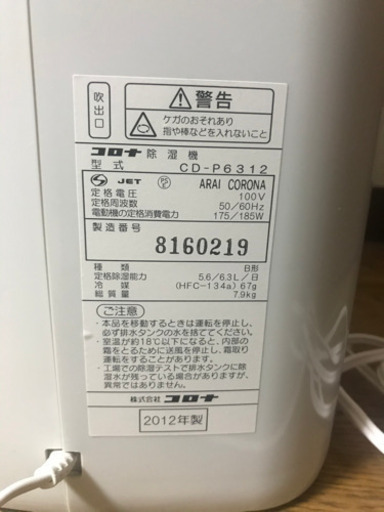 吹出口
警告
ケガのおそれあり
指や棒などを入れないこと
コロナ 除湿機
型式 CD-P6312
JET PS ARAI CORONA
定格電圧 100V
定格周波数 50/60Hz
電動機の定格消費電力 175/185W
製造番号
8160219
種類 B形
定格除湿能力 5.6/6.3L/日
冷媒 (HFC-134a) 67g
総質量 7.9kg
ご注意
・本品を移動するときは運転を停止し、
必ず排水タンクの水を捨ててください。
・室温が約18℃以下になると、内部の
霜をとるために送風を停止し、霜取り
運転をすることがあります。
・工場での除湿テストで排水タンクに除
湿水が残っている場合がありますが、
異常ではありません。
株式会社 コロナ
2012年製